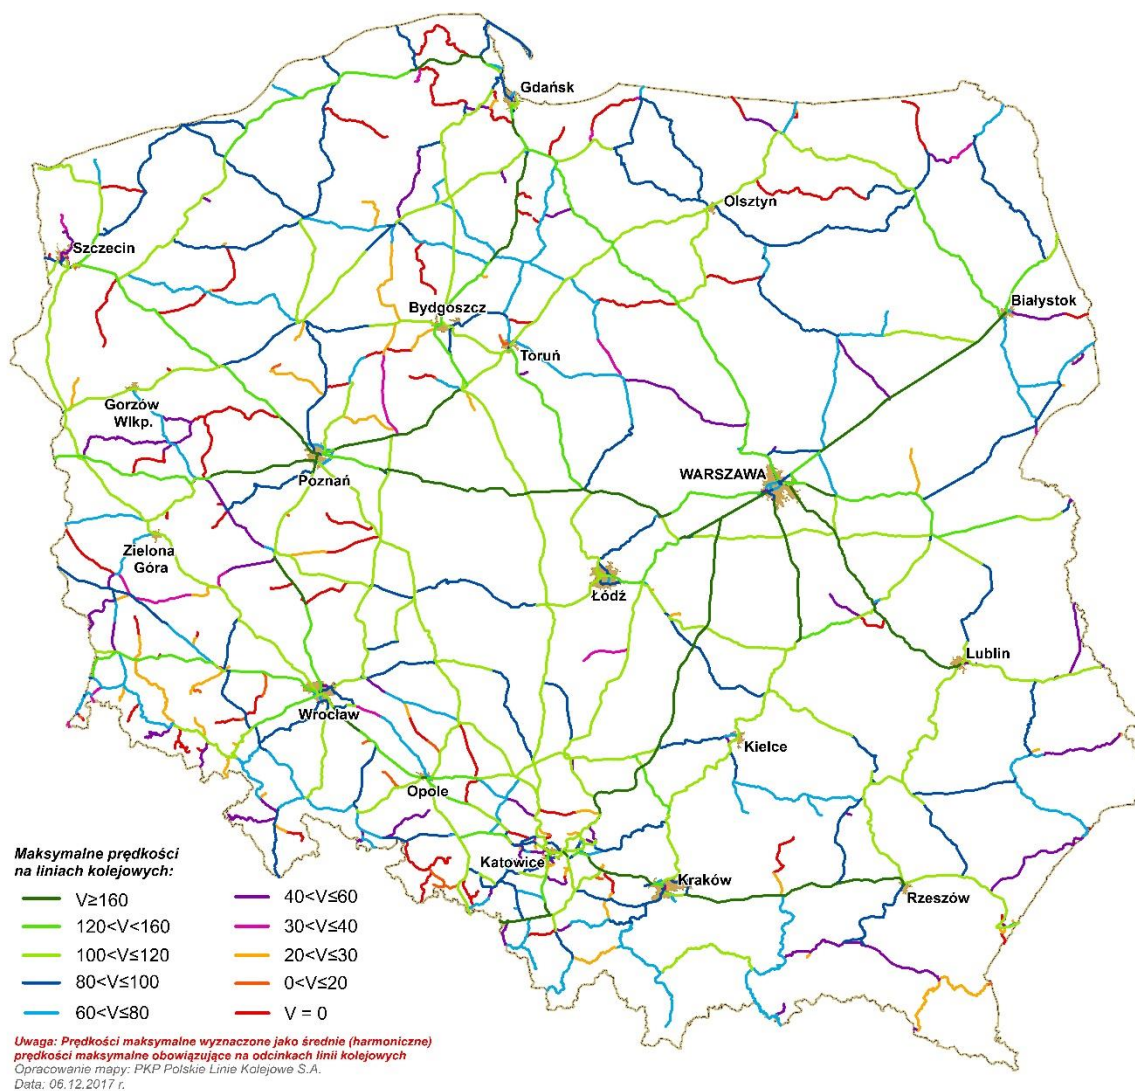 Gdańsk
Olsztyn
Szczecin
Białystok
Bydgoszcz
Toruń
Gorzów
Wlkp.
WARSZAWA
Poznań
Zielona
Góra
Łódź
Lublin
Wrocław
Kielce
Opole
Katowice
Kraków
Rzeszów
Maksymalne prędkości
na liniach kolejowych:
V≥160
120<V<160
100<V≤120
80<V≤100
60<V≤80
40<V≤60
30<V≤40
20<V≤30
0<V≤20
V = 0
Uwaga: Prędkości maksymalne wyznaczone jako średnie (harmoniczne)
prędkości maksymalne obowiązujące na odcinkach linii kolejowych
Opracowanie mapy: PKP Polskie Linie Kolejowe S.A.
Data: 06.12.2017 r.